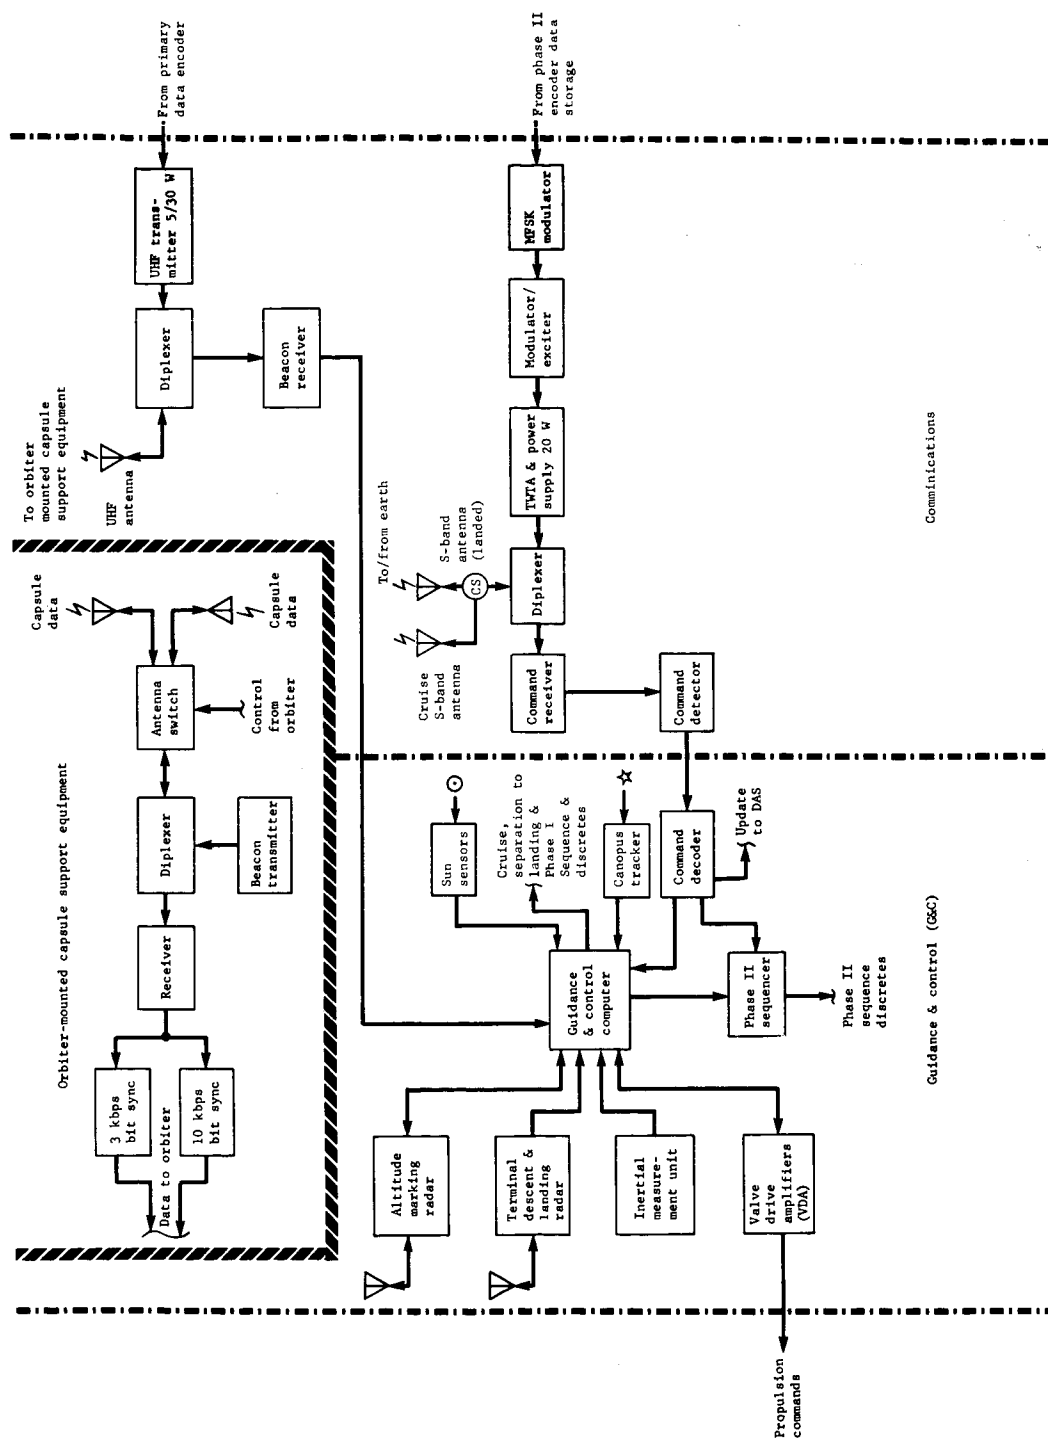 Orbiter-mounted capsule support equipment
Data to orbiter
3 kbps
bit sync
10 kbps
bit sync
Receiver
Diplexer
Beacon
transmitter
Antenna
switch
Control
from
orbiter
Capsule
data
Capsule
data
To orbiter
mounted capsule
support equipment
UHF
antenna
Diplexer
UHF trans-
mitter 5/30 W
From primary
data encoder
Beacon
receiver
Altitude
marking
radar
Terminal
descent &
landing
radar
Inertial
measure-
ment unit
Valve
drive
amplifiers
(VDA)
Propulsion
commands
Guidance
& control
computer
Sun
sensors
Cruise,
separation to
landing &
Phase I
Sequence &
discretes
Canopus
tracker
Command
decoder
Update
to DAS
Phase II
sequencer
Phase II
sequence
discretes
Guidance & control (G&C)
Cruise
S-band
antenna
To/from earth
S-band
antenna
(landed)
CS
Command
receiver
Diplexer
TWTA & power
supply 20 W
Modulator/
exciter
MFSK
modulator
From phase II
encoder data
storage
Command
detector
Comminications